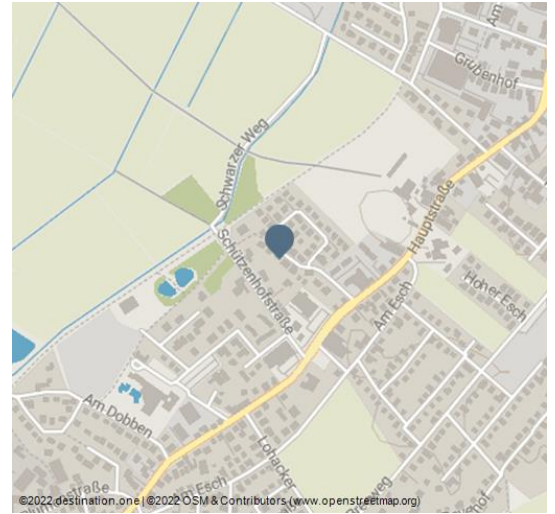 Am
Grubenhof
Schwarzer Weg
Hauptstraße
Schützenhofstraße
Hoher Esch
Am Esch
Am Dobben
Lohacker
Esch
©2022 destination.one | ©2022 OSM & Contributors (www.openstreetmap.org)